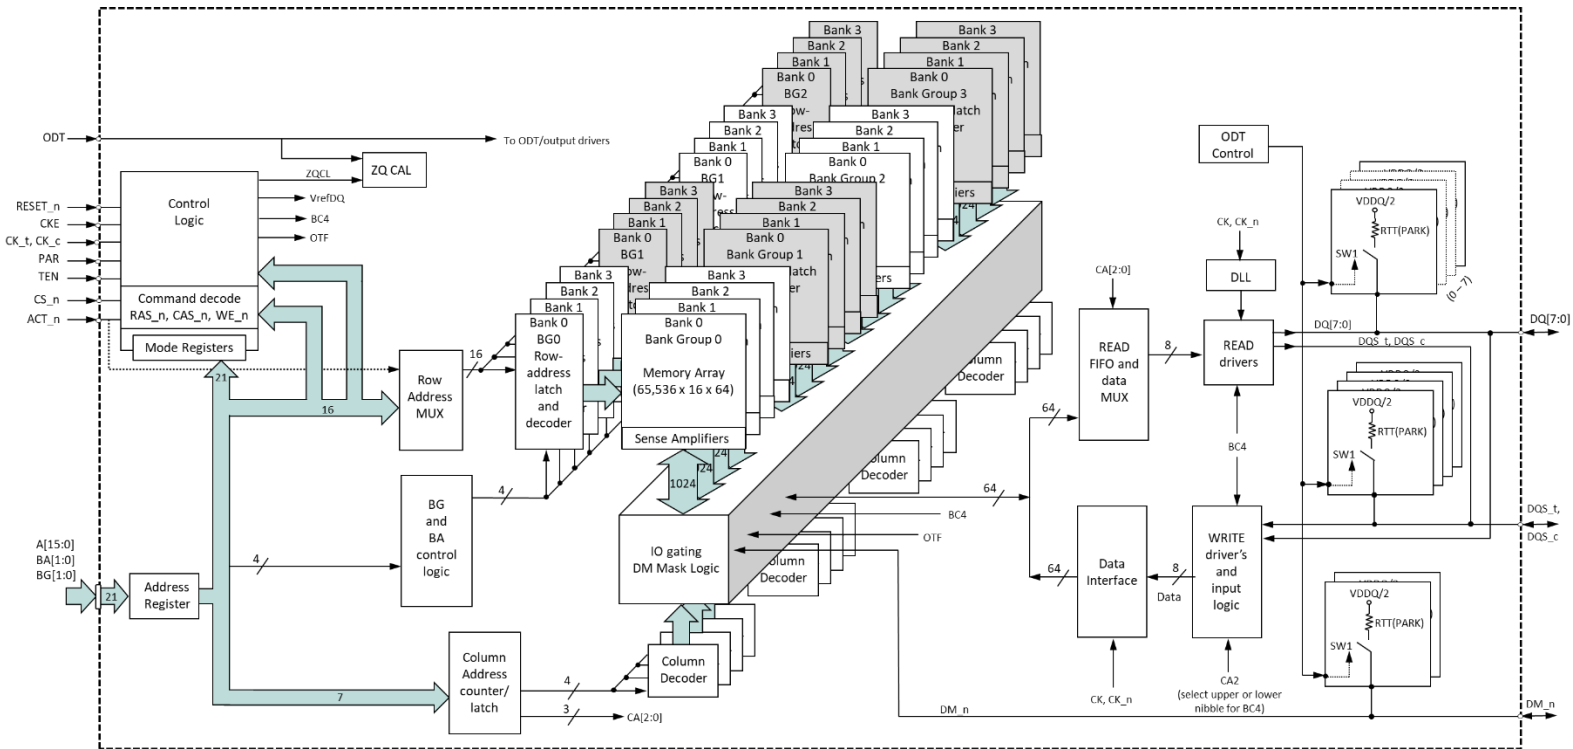 ODT
To ODT/output drivers
ZQ CAL
ZQCL
VrefDQ
BC4
OTF
Control
Logic
RESET_n
CKE
CK_t, CK_c
PAR
TEN
CS_n
ACT_n
Command decode
RAS_n, CAS_n, WE_n
Mode Registers
21
16
Row
Address
MUX
16
BG
and
BA
control
logic
4
4
A[15:0]
BA[1:0]
BG[1:0]
21
Address
Register
7
Column
Address
counter/
latch
4
3
CA[2:0]
Column
Decoder
Bank 3
Bank 2
Bank 1
Bank 0
BG2
Bank 3
Bank 2
Bank 1
Bank 0
Bank Group 3
Bank 3
Bank 2
Bank 1
Bank 0
BG1
Bank 3
Bank 2
Bank 1
Bank 0
Bank Group 2
Bank 3
Bank 2
Bank 1
Bank 0
BG1
Row-
Bank 3
Bank 2
Bank 1
Bank 0
Bank Group 1
Bank 3
Bank 2
Bank 1
Bank 0
BG0
Row-
address
latch
and
decoder
Bank 3
Bank 2
Bank 1
Bank 0
Bank Group 0
Memory Array
(65,536 x 16 x 64)
Sense Amplifiers
1024
IO gating
DM Mask Logic
Column
Decoder
Column
Decoder
Column
Decoder
64
BC4
OTF
DM_n
CA[2:0]
READ
FIFO and
data
MUX
64
8
64
Data
Interface
CK, CK_n
8
Data
CK, CK_n
DLL
READ
drivers
BC4
WRITE
driver's
and
input
logic
CA2
(select upper or lower
nibble for BC4)
ODT
Control
VDDQ/2
RTT(PARK)
SW1
(0 – 7)
DQ[7:0]
DQS_t, DQS_c
DQ[7:0]
VDDQ/2
RTT(PARK)
SW1
DQS_t,
DQS_c
VDDQ/2
RTT(PARK)
SW1
DM_n